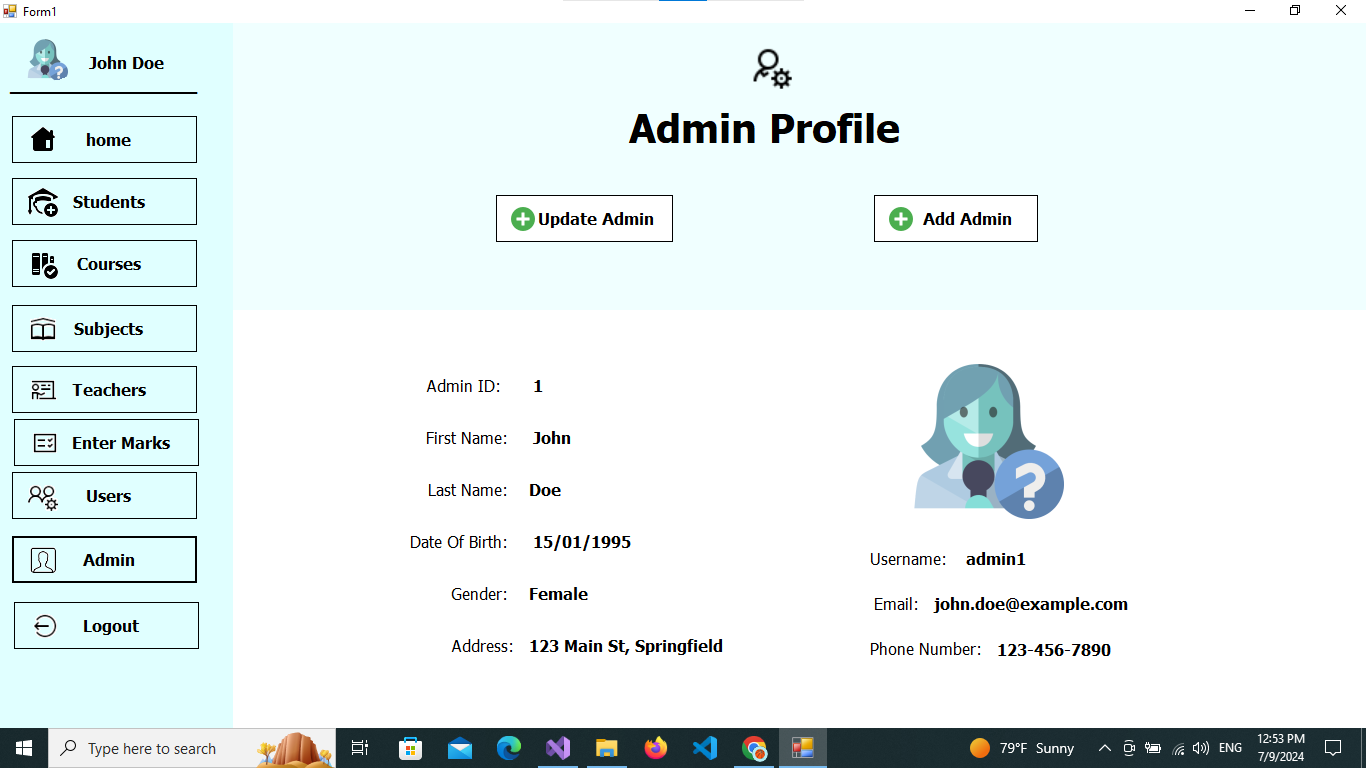 Form1
John Doe
home
Students
Courses
Subjects
Teachers
Enter Marks
Users
Admin
Logout
Admin Profile
Update Admin
Add Admin
Admin ID: 1
First Name: John
Last Name: Doe
Date Of Birth: 15/01/1995
Gender: Female
Address: 123 Main St, Springfield
?
Username: admin1
Email: john.doe@example.com
Phone Number: 123-456-7890
Type here to search
79°F Sunny
ENG
12:53 PM
7/9/2024